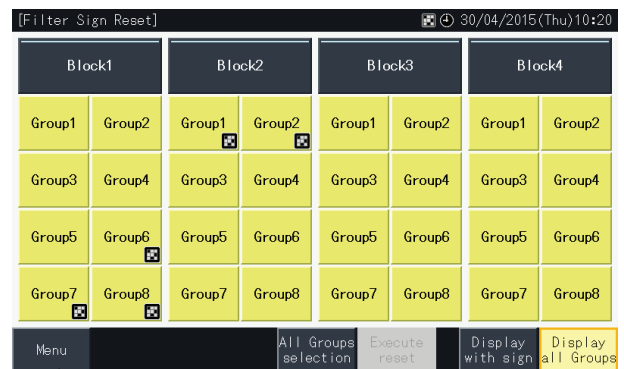 [Filter Sign Reset] 30/04/2015(Thu)10:20
Block1 Block2 Block3 Block4
Group1 Group2 Group1 Group2 Group1 Group2 Group1 Group2
Group3 Group4 Group3 Group4 Group3 Group4 Group3 Group4
Group5 Group6 Group5 Group6 Group5 Group6 Group5 Group6
Group7 Group8 Group7 Group8 Group7 Group8 Group7 Group8
Menu
All Groups
selection
Execute
reset
Display
with sign
Display
all Groups